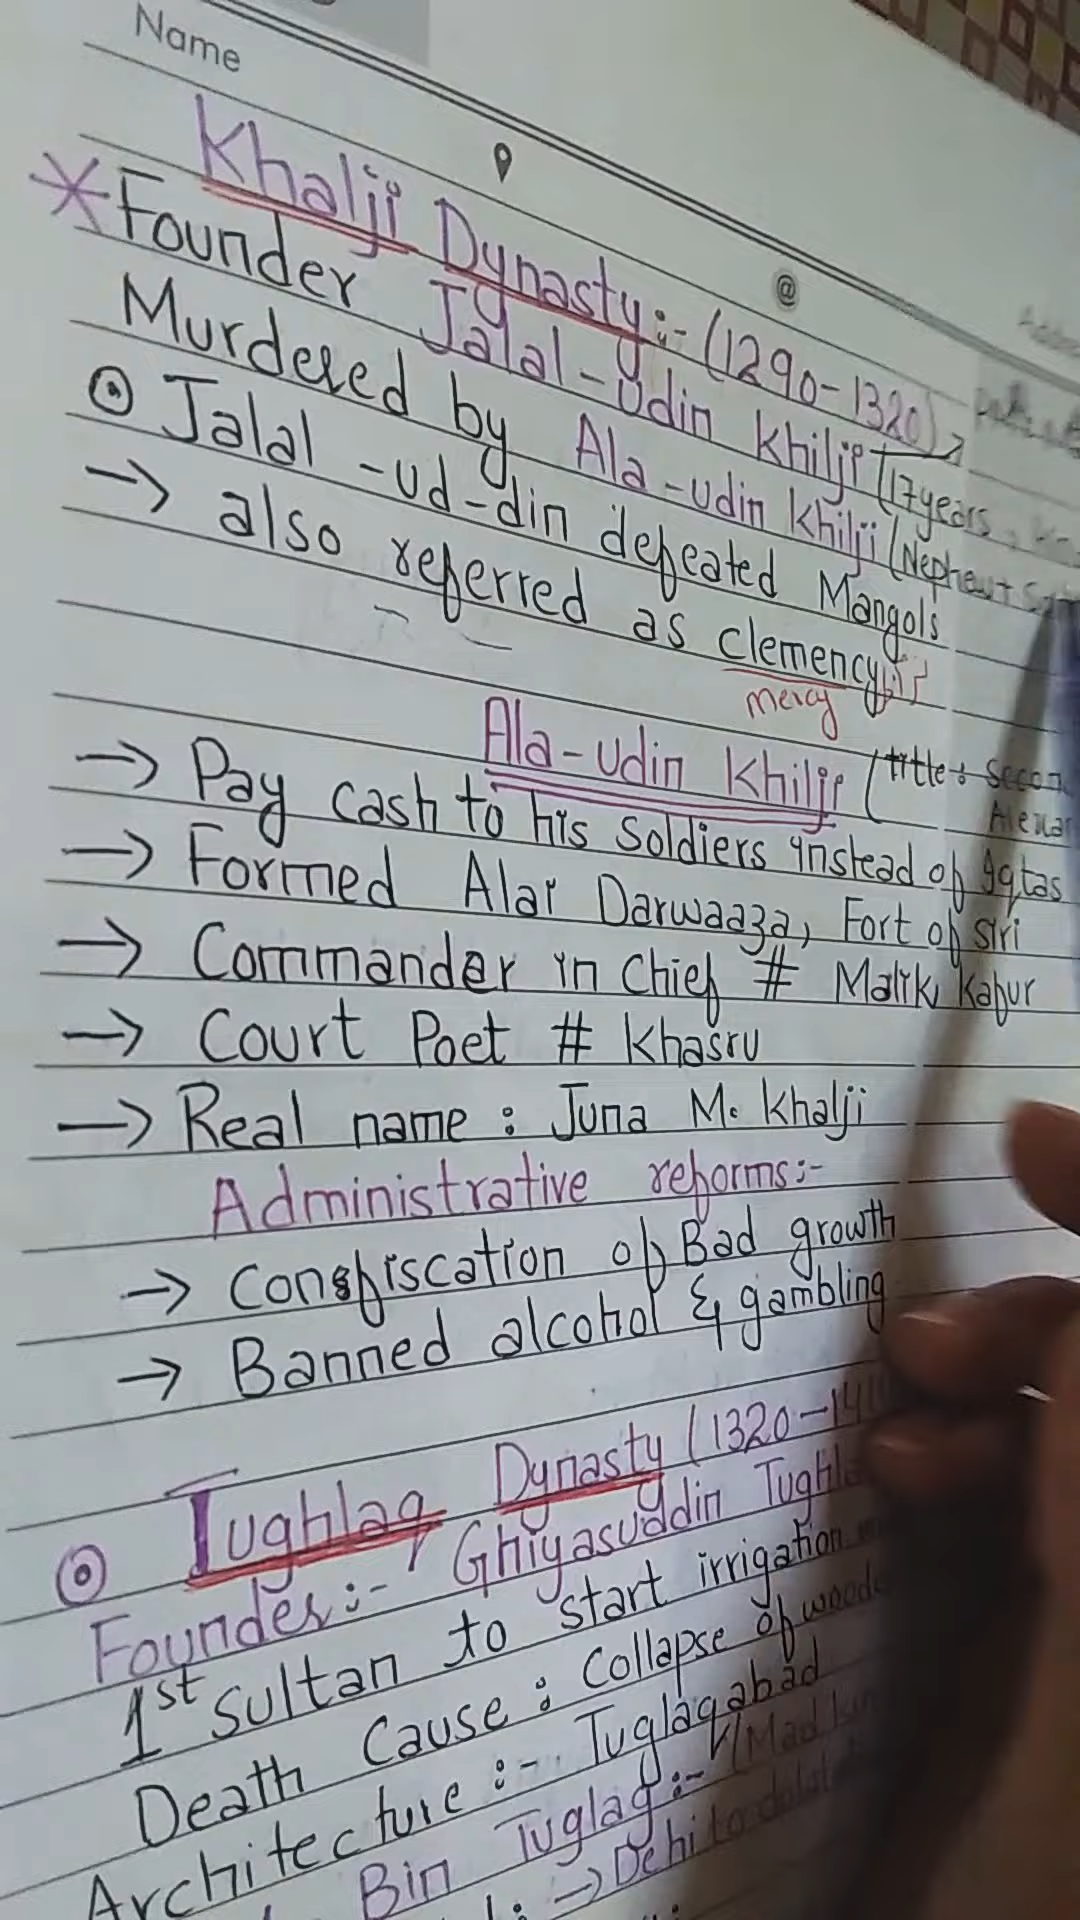 Name
@
Khalji Dynasty :- (1290-1320)
Founder Jalal-udin Khilji (17 years
Murdered by Ala-udin Khilji (Nephew +
Jalal-ud-din defeated Mangols
→ also referred as clemency
Mercy
Ala-udin Khilji (title:
→ Pay cash to his soldiers instead of Iqtas
→ Formed Alai Darwaaza, Fort of siri
→ Commander in Chief # Malik kafur
→ Court Poet # Khasru
→ Real name : Juna M. Khalji
Administrative reforms:-
→ Confiscation of Bad growth
→ Banned alcohol & gambling
Tughlaq Dynasty (1320-
Founder:- Ghiyasuddin
1st sultan to start irrigation
Death Cause : Collapse of
Architecture :- Tuglaqabad
Bin Tuglaq:-